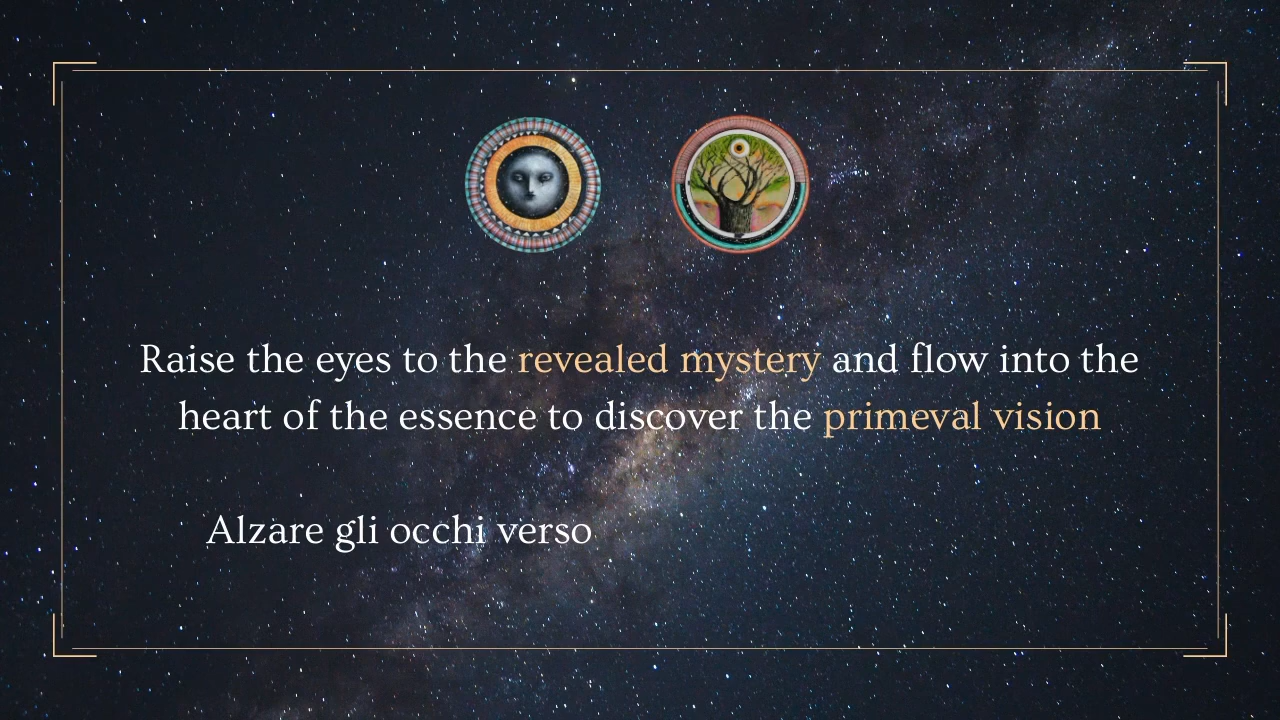 Raise the eyes to the revealed mystery and flow into the
heart of the essence to discover the primeval vision
Alzare gli occhi verso